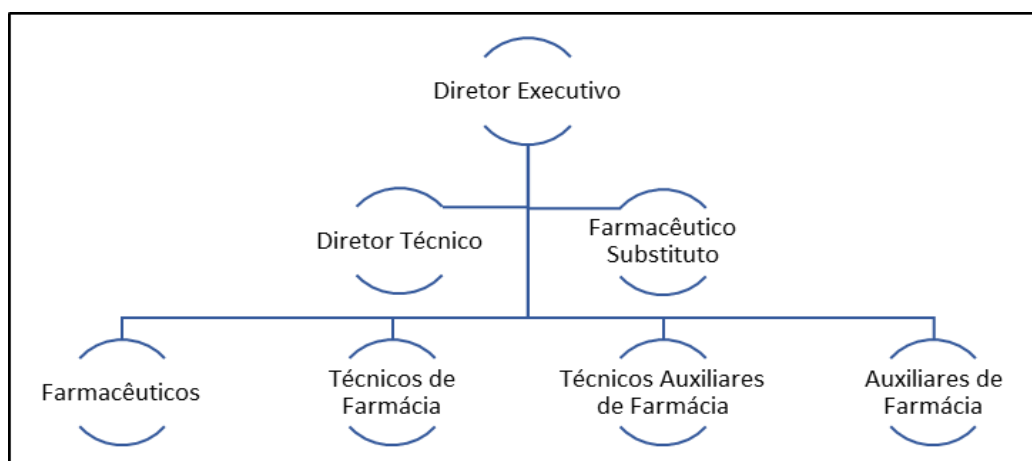 Diretor Executivo
Diretor Técnico
Farmacêutico
Substituto
Farmacêuticos
Técnicos de
Farmácia
Técnicos Auxiliares
de Farmácia
Auxiliares de
Farmácia